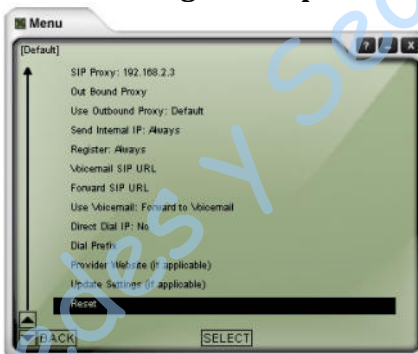 Menu
[Default]
? - X
SIP Proxy: 192.168.2.3
Out Bound Proxy
Use Outbound Proxy: Default
Send Internal IP: Always
Register: Always
Voicemail SIP URL
Forward SIP URL
Use Voicemail: Forward to Voicemail
Direct Dial IP: No
Dial Prefix
Provider Website (if applicable)
Update Settings (if applicable)
Reset
BACK SELECT
edes y Se